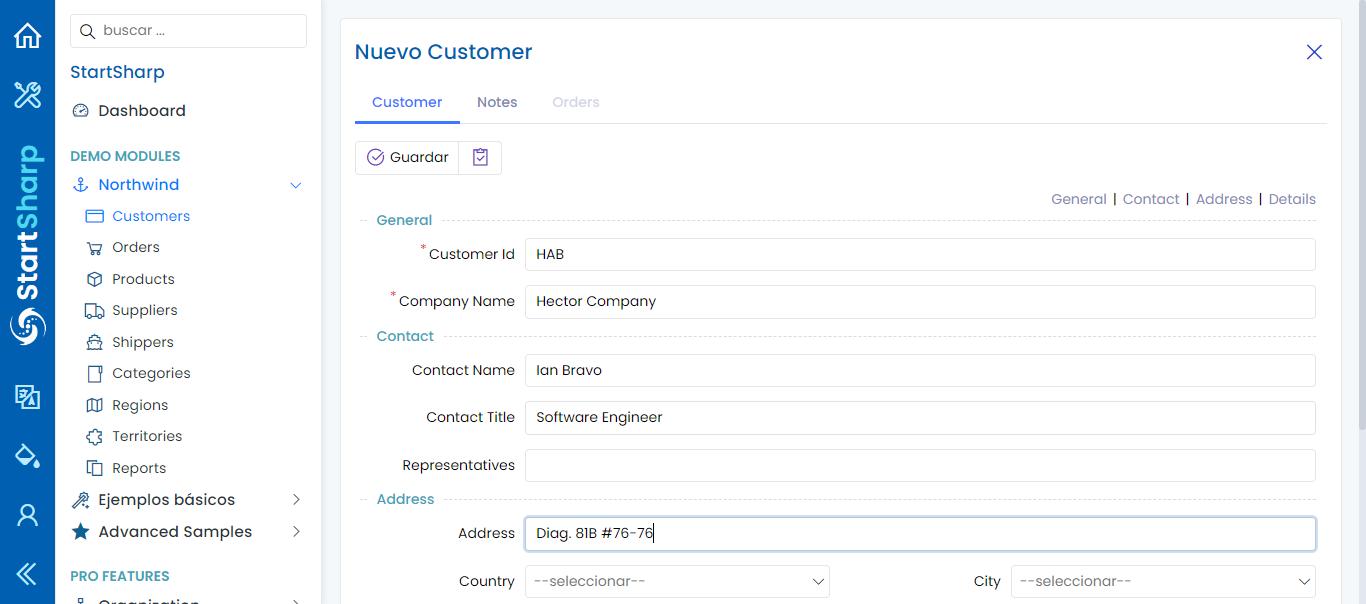 StartSharp
buscar ...
StartSharp
Dashboard
DEMO MODULES
Northwind
Customers
Orders
Products
Suppliers
Shippers
Categories
Regions
Territories
Reports
Ejemplos básicos
Advanced Samples
PRO FEATURES
Organization
Nuevo Customer
Customer Notes Orders
Guardar
General | Contact | Address | Details
General
* Customer Id HAB
* Company Name Hector Company
Contact
Contact Name Ian Bravo
Contact Title Software Engineer
Representatives
Address
Address Diag. 81B #76-76
Country --seleccionar-- City --seleccionar--